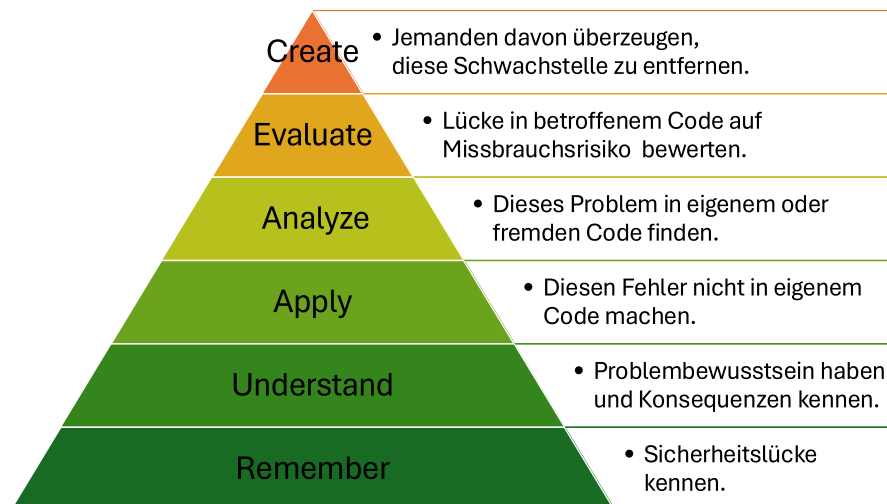 Create
• Jemanden davon überzeugen,
diese Schwachstelle zu entfernen.
Evaluate
• Lücke in betroffenem Code auf
Missbrauchsrisiko bewerten.
Analyze
• Dieses Problem in eigenem oder
fremden Code finden.
Apply
• Diesen Fehler nicht in eigenem
Code machen.
Understand
• Problembewusstsein haben
und Konsequenzen kennen.
Remember
• Sicherheitslücke
kennen.